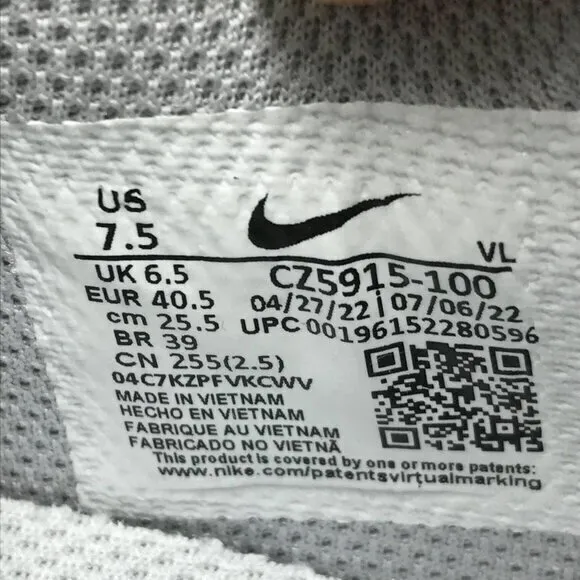 US
7.5
VL
UK 6.5 CZ5915-100
EUR 40.5 04/27/22 | 07/06/22
cm 25.5 UPC 00196152280596
BR 39
CN 255(2.5)
04C7KZPFVKCWV
MADE IN VIETNAM
HECHO EN VIETNAM
FABRIQUE AU VIETNAM
FABRICADO NO VIETNÃ
This product is covered by one or more patents:
www.nike.com/patentsvirtualmarking